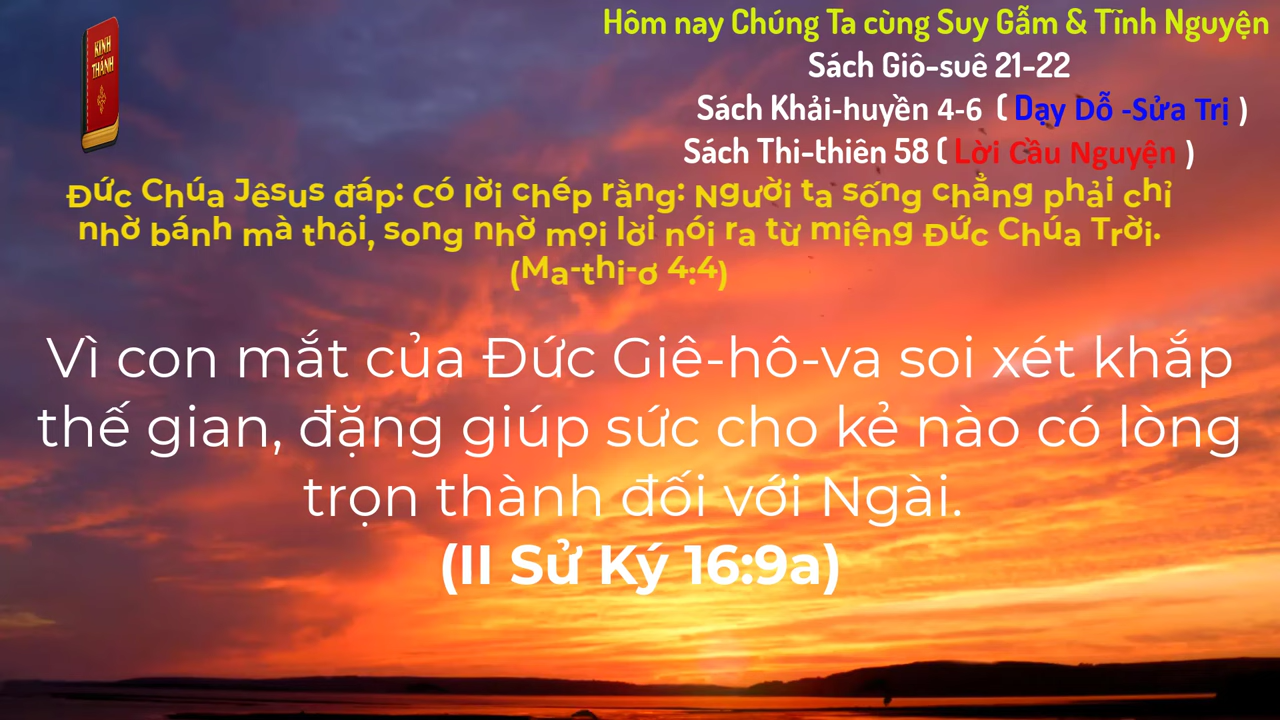 KINH
THÁNH
Hôm nay Chúng Ta cùng Suy Gẫm & Tĩnh Nguyện
Sách Giô-suê 21-22
Sách Khải-huyền 4-6 ( Dạy Dỗ -Sửa Trị )
Sách Thi-thiên 58 ( Lời Cầu Nguyện )
Đức Chúa Jêsus đáp: Có lời chép rằng: Người ta sống chẳng phải chỉ
nhờ bánh mà thôi, song nhờ mọi lời nói ra từ miệng Đức Chúa Trời.
(Ma-thi-ơ 4:4)
Vì con mắt của Đức Giê-hô-va soi xét khắp
thế gian, đặng giúp sức cho kẻ nào có lòng
trọn thành đối với Ngài.
(II Sử Ký 16:9a)